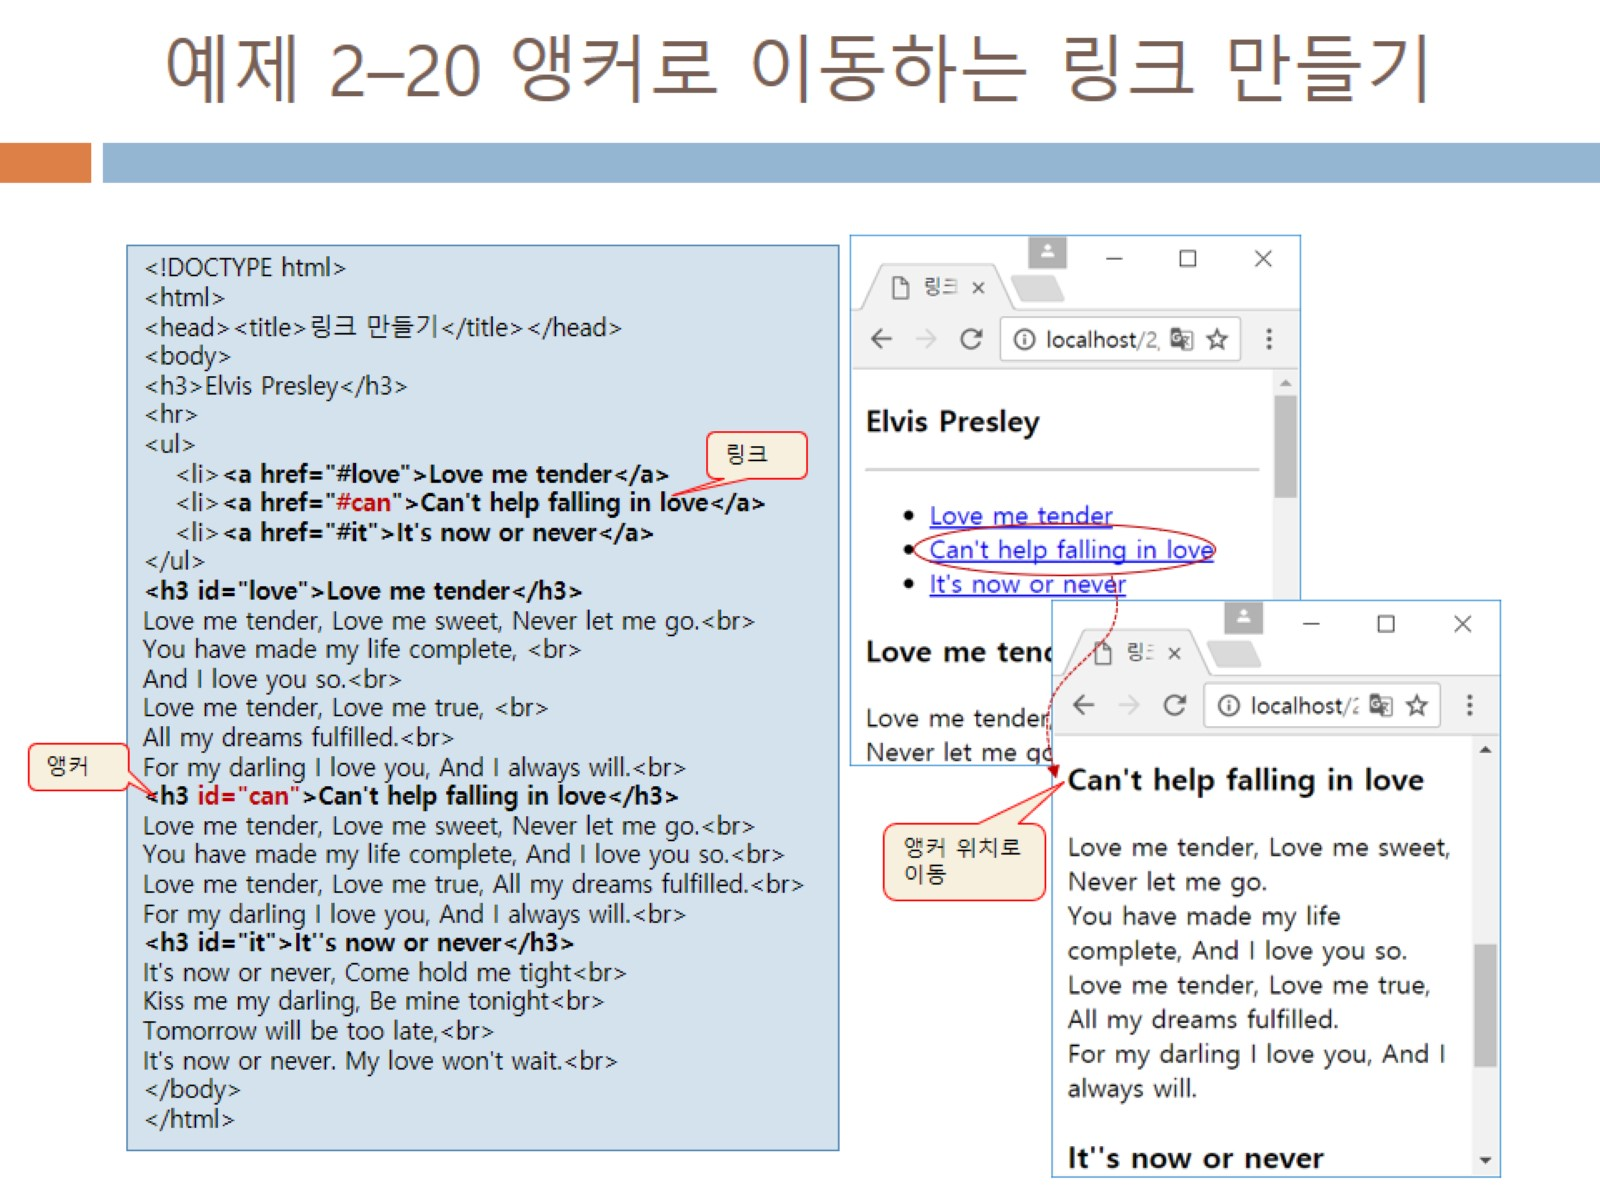 예제 2–20 앵커로 이동하는 링크 만들기
<!DOCTYPE html>
<html>
<head><title>링크 만들기</title></head>
<body>
<h3>Elvis Presley</h3>
<hr>
<ul>
<li><a href="#love">Love me tender</a>
<li><a href="#can">Can't help falling in love</a>
<li><a href="#it">It's now or never</a>
</ul>
<h3 id="love">Love me tender</h3>
Love me tender, Love me sweet, Never let me go.<br>
You have made my life complete, <br>
And I love you so.<br>
Love me tender, Love me true, <br>
All my dreams fulfilled.<br>
For my darling I love you, And I always will.<br>
<h3 id="can">Can't help falling in love</h3>
Love me tender, Love me sweet, Never let me go.<br>
You have made my life complete, And I love you so.<br>
Love me tender, Love me true, All my dreams fulfilled.<br>
For my darling I love you, And I always will.<br>
<h3 id="it">It''s now or never</h3>
It's now or never, Come hold me tight<br>
Kiss me my darling, Be mine tonight<br>
Tomorrow will be too late,<br>
It's now or never. My love won't wait.<br>
</body>
</html>
링크
앵커
링크
localhost/2
Elvis Presley
Love me tender
Can't help falling in love
It's now or never
Love me tend
Love me tender,
Never let me go
앵커 위치로
이동
링
localhost/2
Can't help falling in love
Love me tender, Love me sweet,
Never let me go.
You have made my life
complete, And I love you so.
Love me tender, Love me true,
All my dreams fulfilled.
For my darling I love you, And I
always will.
It''s now or never